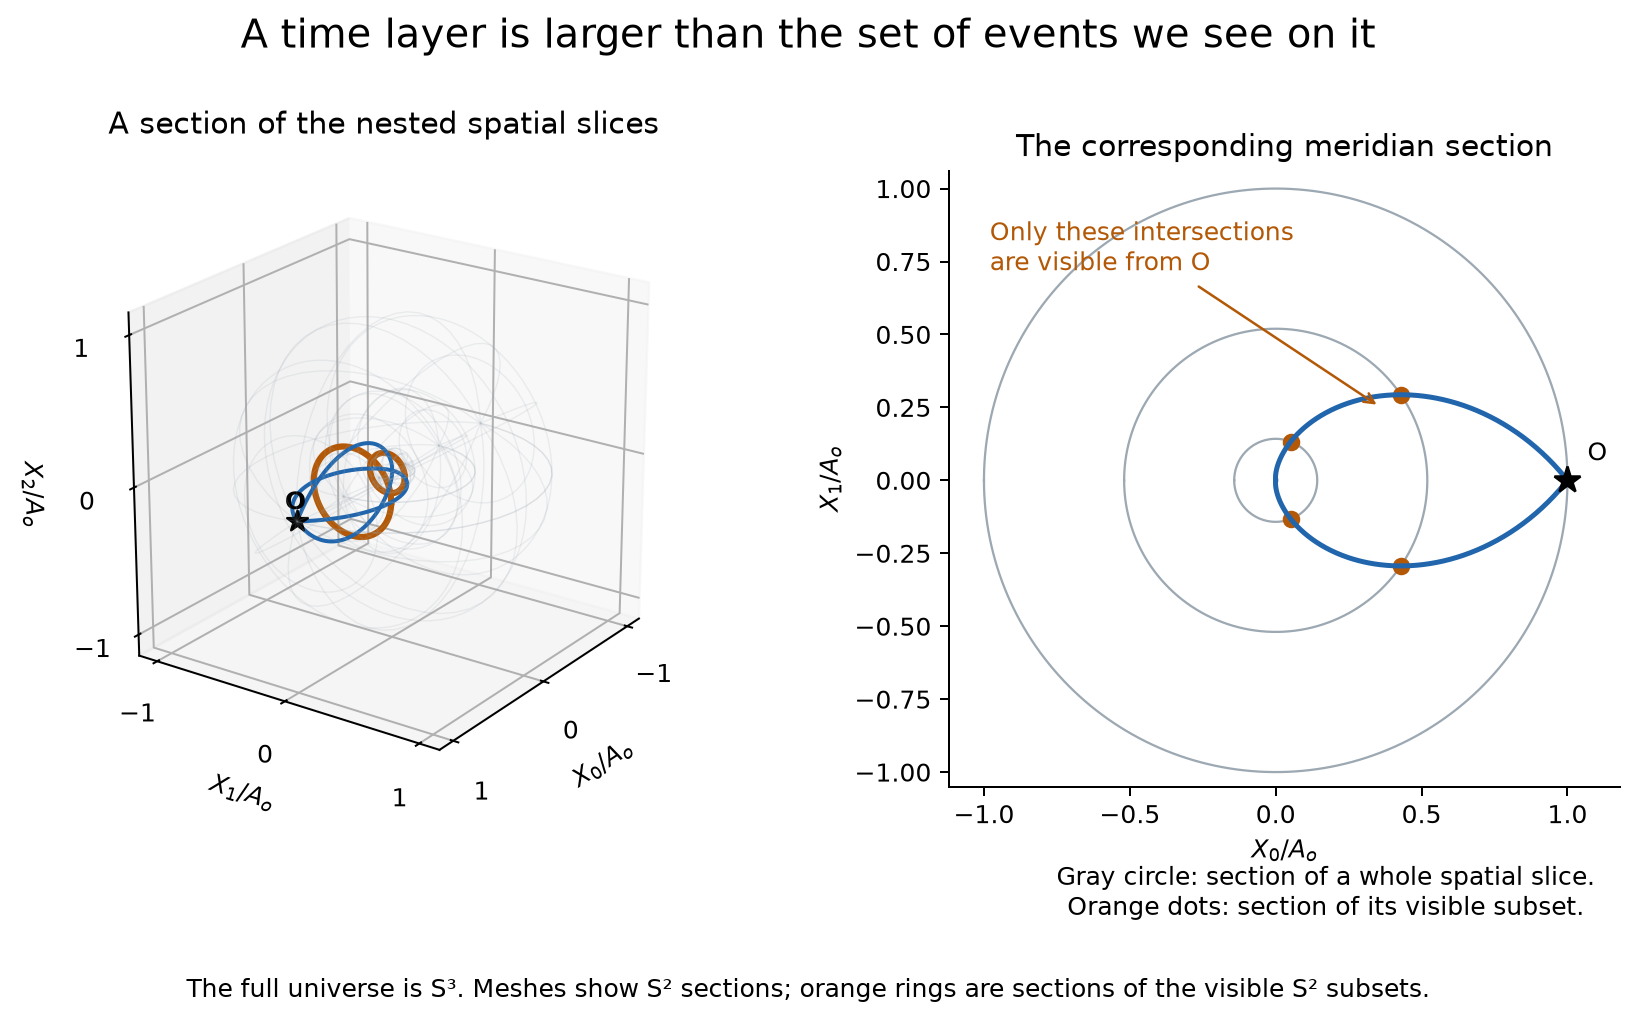 A time layer is larger than the set of events we see on it
A section of the nested spatial slices
1
0
−1
X₂/Aₒ
−1
0
1
X₁/Aₒ
1
0
−1
X₀/Aₒ
O
The corresponding meridian section
1.00
0.75
0.50
0.25
0.00
−0.25
−0.50
−0.75
−1.00
X₁/Aₒ
Only these intersections
are visible from O
O
−1.0
−0.5
0.0
0.5
1.0
X₀/Aₒ
Gray circle: section of a whole spatial slice.
Orange dots: section of its visible subset.
The full universe is S³. Meshes show S² sections; orange rings are sections of the visible S² subsets.